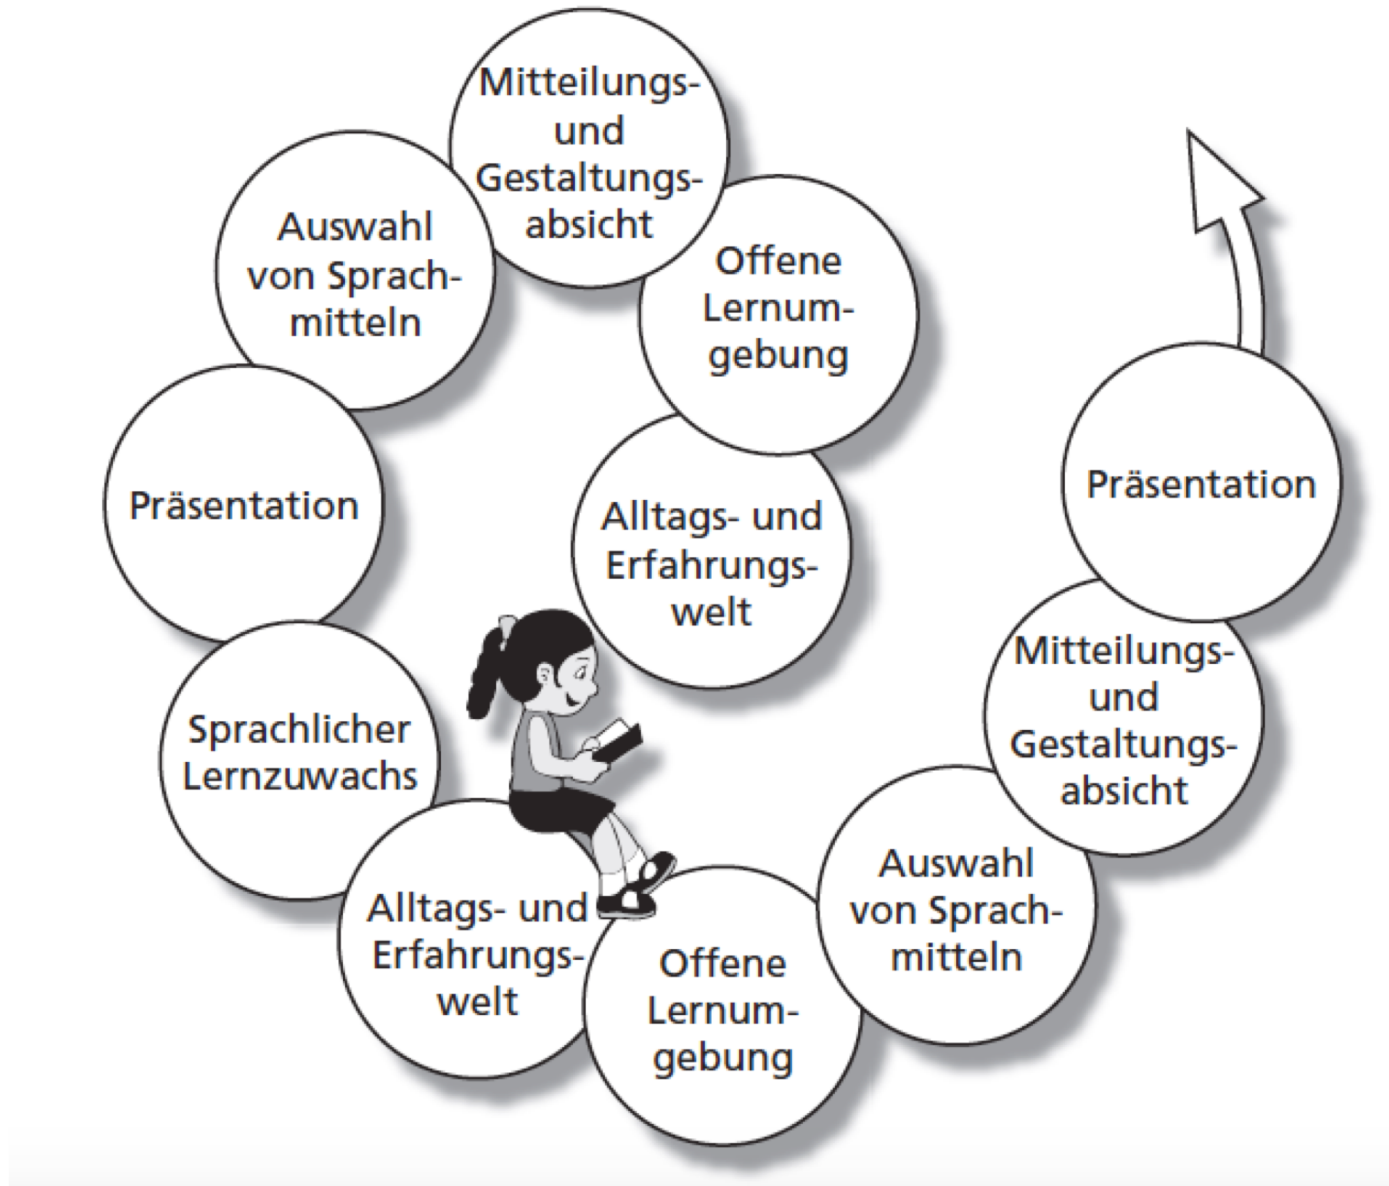 Mitteilungs-
und
Gestaltungs-
absicht
Auswahl
von Sprach-
mitteln
Offene
Lernum-
gebung
Präsentation
Alltags- und
Erfahrungs-
welt
Präsentation
Sprachlicher
Lernzuwachs
Mitteilungs-
und
Gestaltungs-
absicht
Alltags- und
Erfahrungs-
welt
Offene
Lernum-
gebung
Auswahl
von Sprach-
mitteln